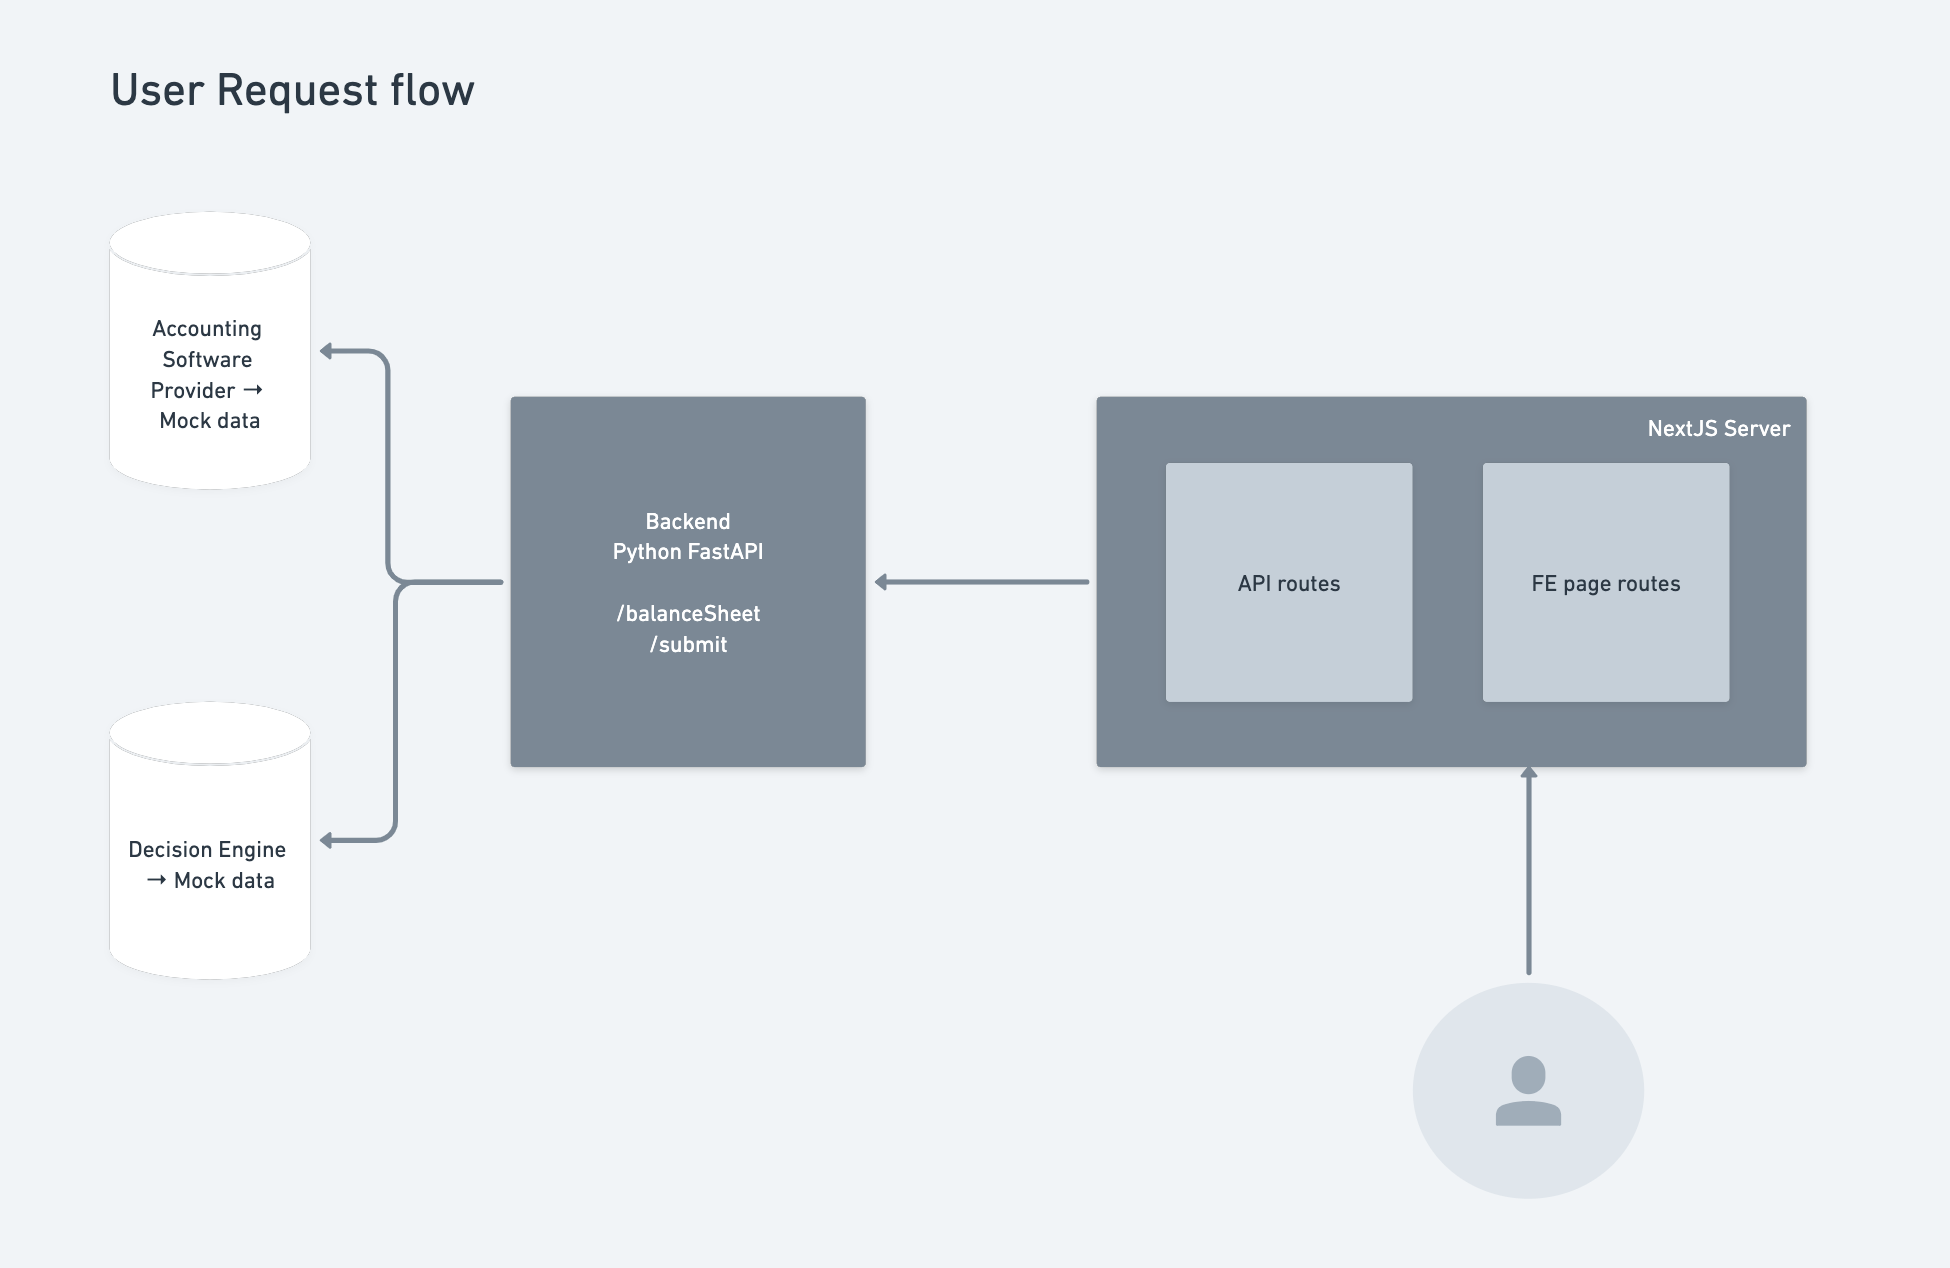 User Request flow
Accounting
Software
Provider →
Mock data
Backend
Python FastAPI
/balanceSheet
/submit
NextJS Server
API routes
FE page routes
Decision Engine
→ Mock data